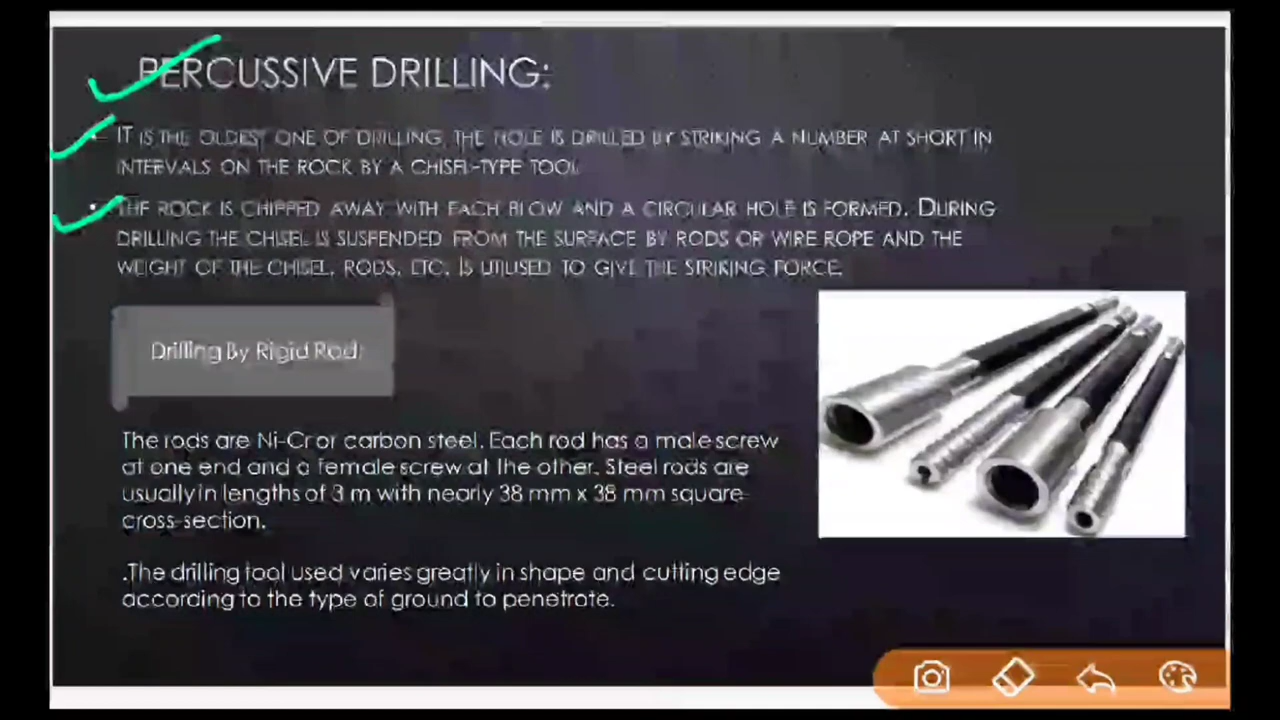 PERCUSSIVE DRILLING:
• IT IS THE OLDEST ONE OF DRILLING, THE HOLE IS DRILLED BY STRIKING A NUMBER AT SHORT IN
INTERVALS ON THE ROCK BY A CHISEL-TYPE TOOL
• THE ROCK IS CHIPPED AWAY WITH EACH BLOW AND A CIRCULAR HOLE IS FORMED. DURING
DRILLING THE CHISEL IS SUSPENDED FROM THE SURFACE BY RODS OR WIRE ROPE AND THE
WEIGHT OF THE CHISEL, RODS, ETC. IS UTILISED TO GIVE THE STRIKING FORCE.
Drilling By Rigid Rod:
The rods are Ni-Cr or carbon steel. Each rod has a male screw
at one end and a female screw at the other. Steel rods are
usually in lengths of 3 m with nearly 38 mm x 38 mm square
cross-section.
.The drilling tool used varies greatly in shape and cutting edge
according to the type of ground to penetrate.